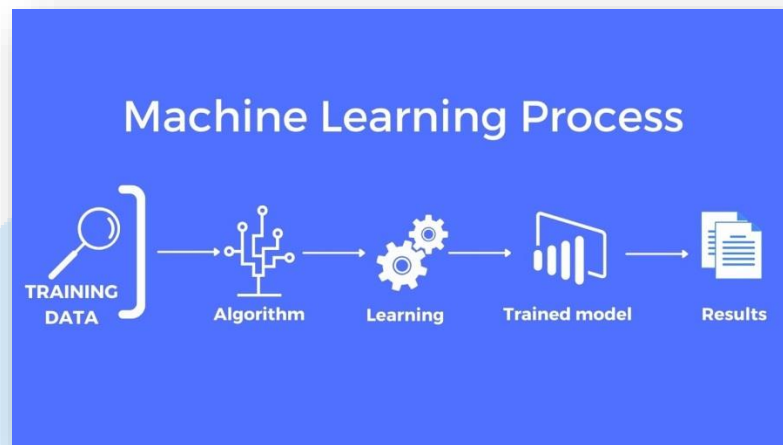 Machine Learning Process
TRAINING
DATA
Algorithm
Learning
Trained model
Results